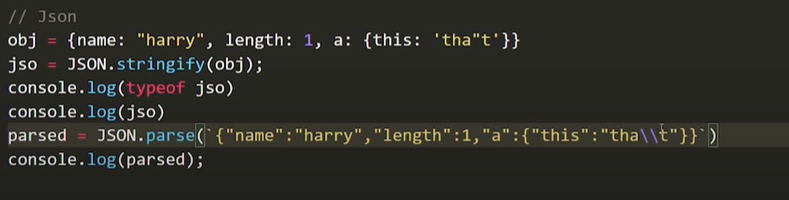 // Json
obj = {name: "harry", length: 1, a: {this: 'tha"t'}}
jso = JSON.stringify(obj);
console.log(typeof jso)
console.log(jso)
parsed = JSON.parse(`{"name":"harry","length":1,"a":{"this":"tha\\t"}}`)
console.log(parsed);